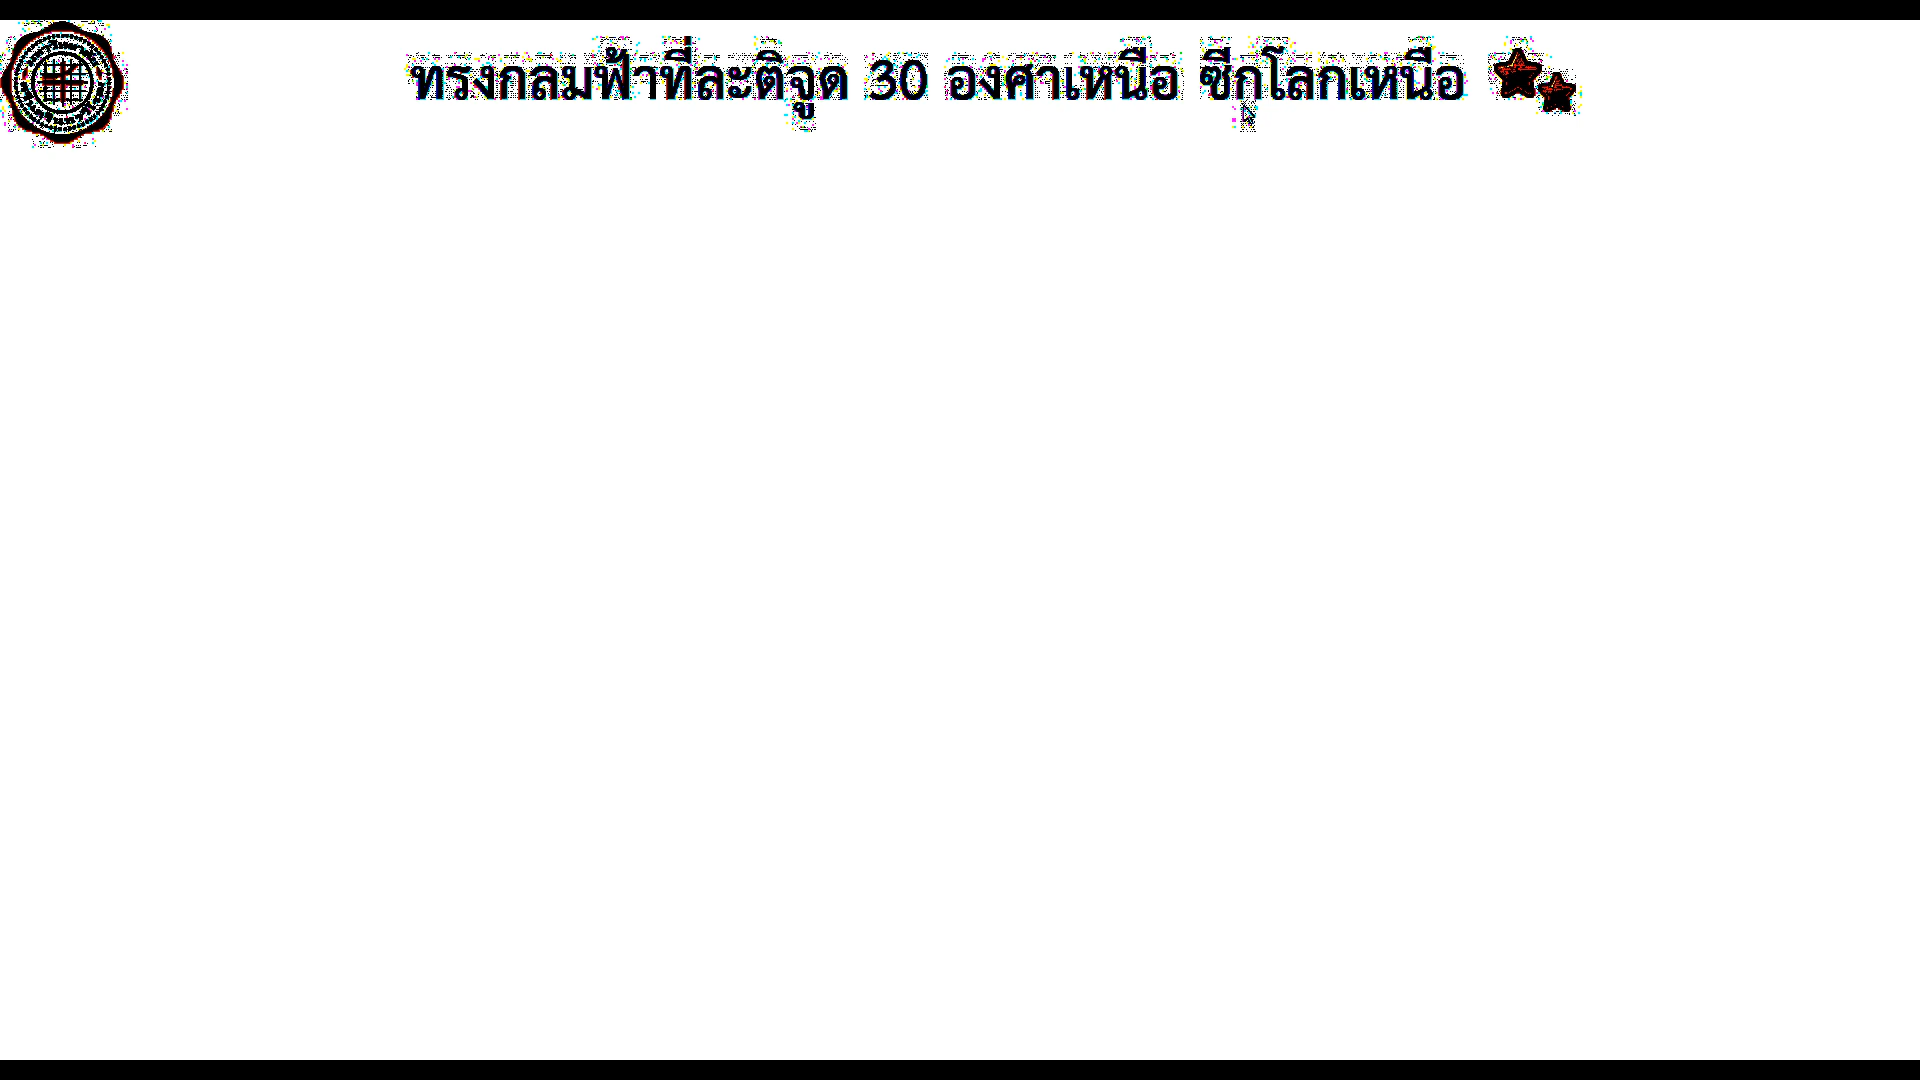 ทรงกลมฟ้าที่ละติจูด 30 องศาเหนือ ซีกโลกเหนือ